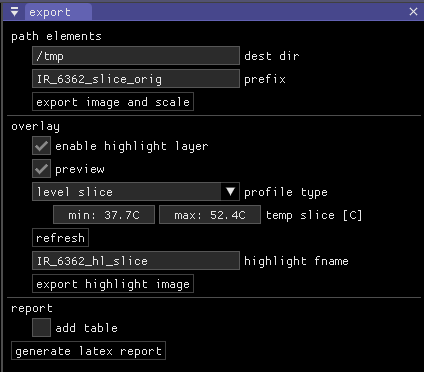 export
path elements
/tmp dest dir
IR_6362_slice_orig prefix
export image and scale
overlay
enable highlight layer
preview
level slice profile type
min: 37.7C max: 52.4C temp slice [C]
refresh
IR_6362_hl_slice highlight fname
export highlight image
report
add table
generate latex report